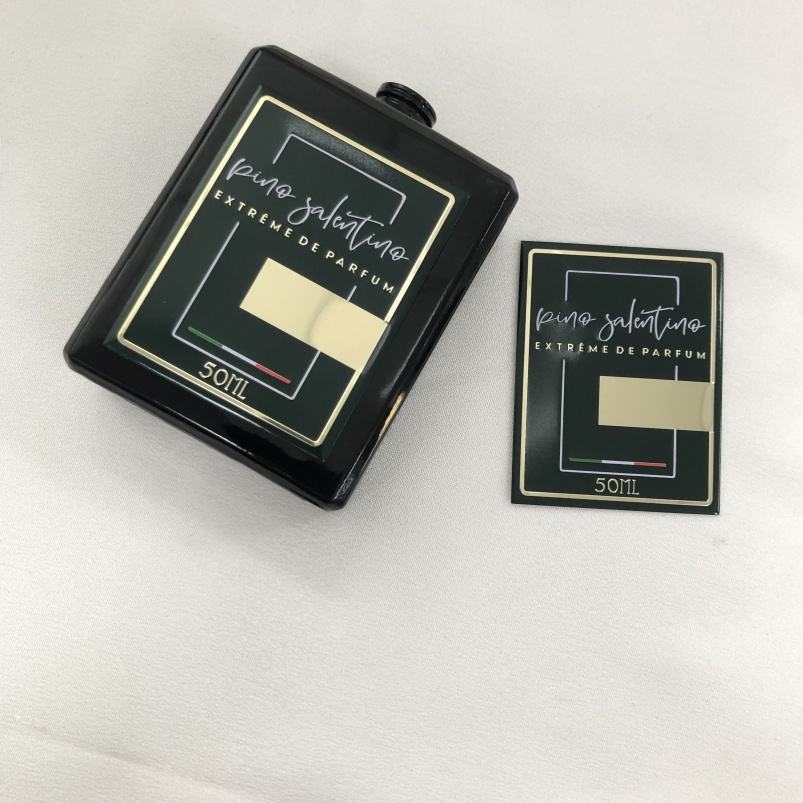 pino salentino
EXTRÊME DE PARFUM
50ML
pino salentino
EXTRÊME DE PARFUM
50ML